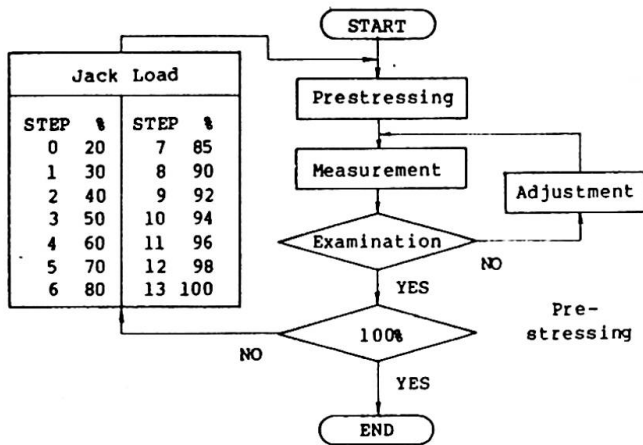 START
Jack Load
STEP % STEP %
0 20 7 85
1 30 8 90
2 40 9 92
3 50 10 94
4 60 11 96
5 70 12 98
6 80 13 100
Prestressing
Measurement
Adjustment
Examination
NO
YES
Pre-
stressing
100%
NO
YES
END